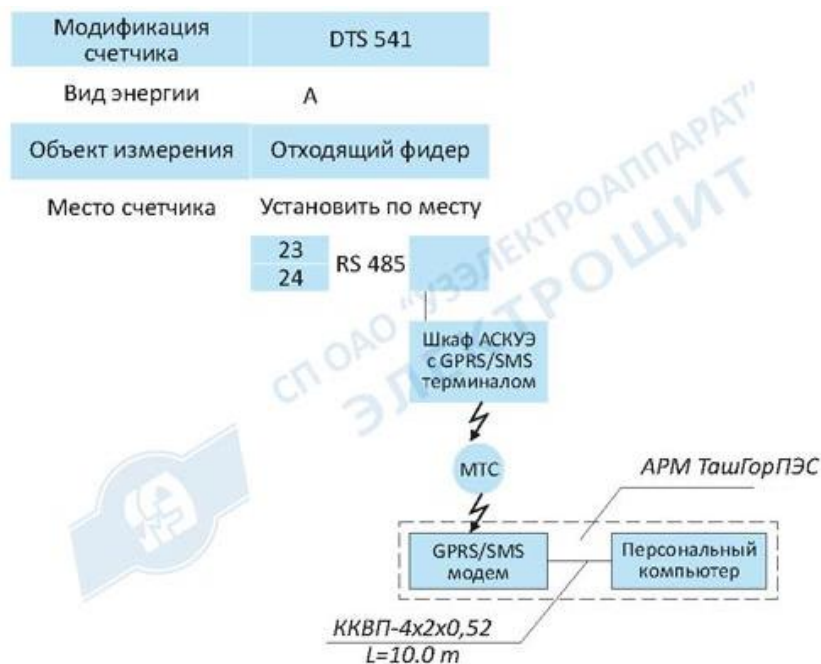 Модификация
счетчика
DTS 541
Вид энергии
А
Объект измерения
Отходящий фидер
Место счетчика
Установить по месту
23
24
RS 485
Шкаф АСКУЭ
с GPRS/SMS
терминалом
МТС
АРМ ТашГорПЭС
GPRS/SMS
модем
Персональный
компьютер
ККВП-4х2х0,52
L=10.0 m
СП ОАО "УЗЭЛЕКТРОАППАРАТ"
ЭЛЕКТРОЩИТ